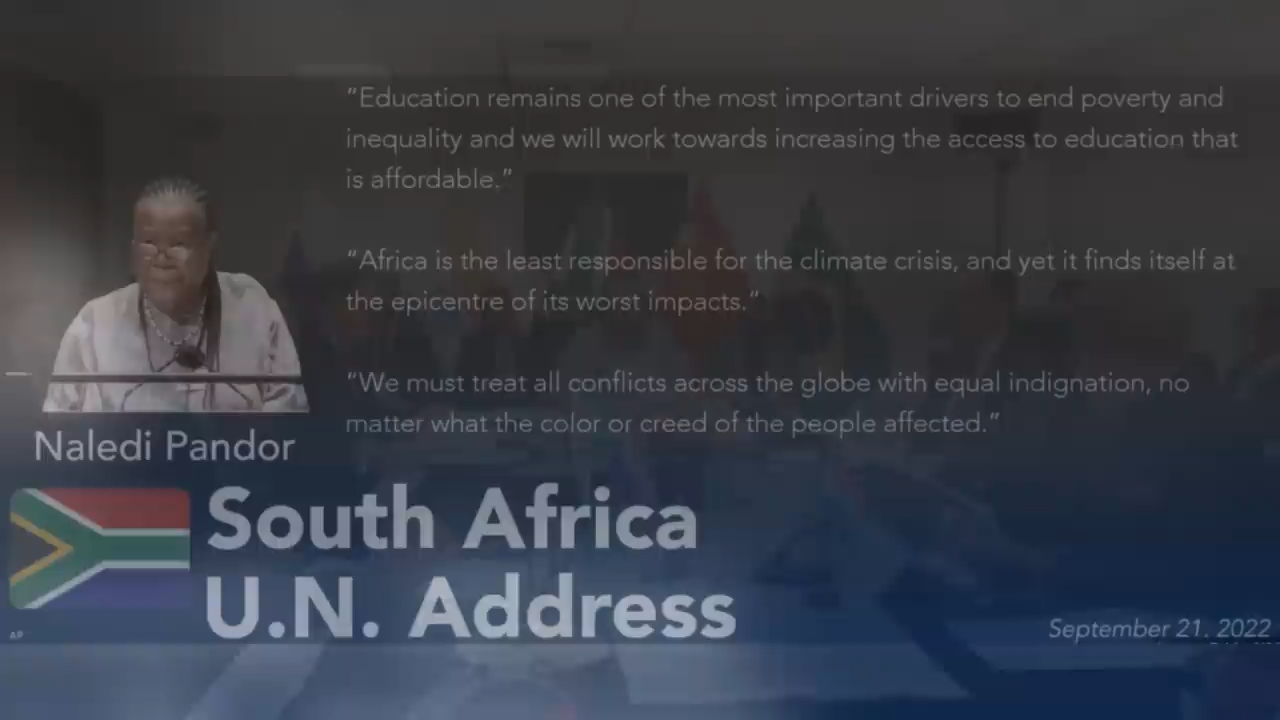 “Education remains one of the most important drivers to end poverty and
inequality and we will work towards increasing the access to education that
is affordable.”
“Africa is the least responsible for the climate crisis, and yet it finds itself at
the epicentre of its worst impacts.”
“We must treat all conflicts across the globe with equal indignation, no
matter what the color or creed of the people affected.”
Naledi Pandor
South Africa
U.N. Address
AP
September 21, 2022